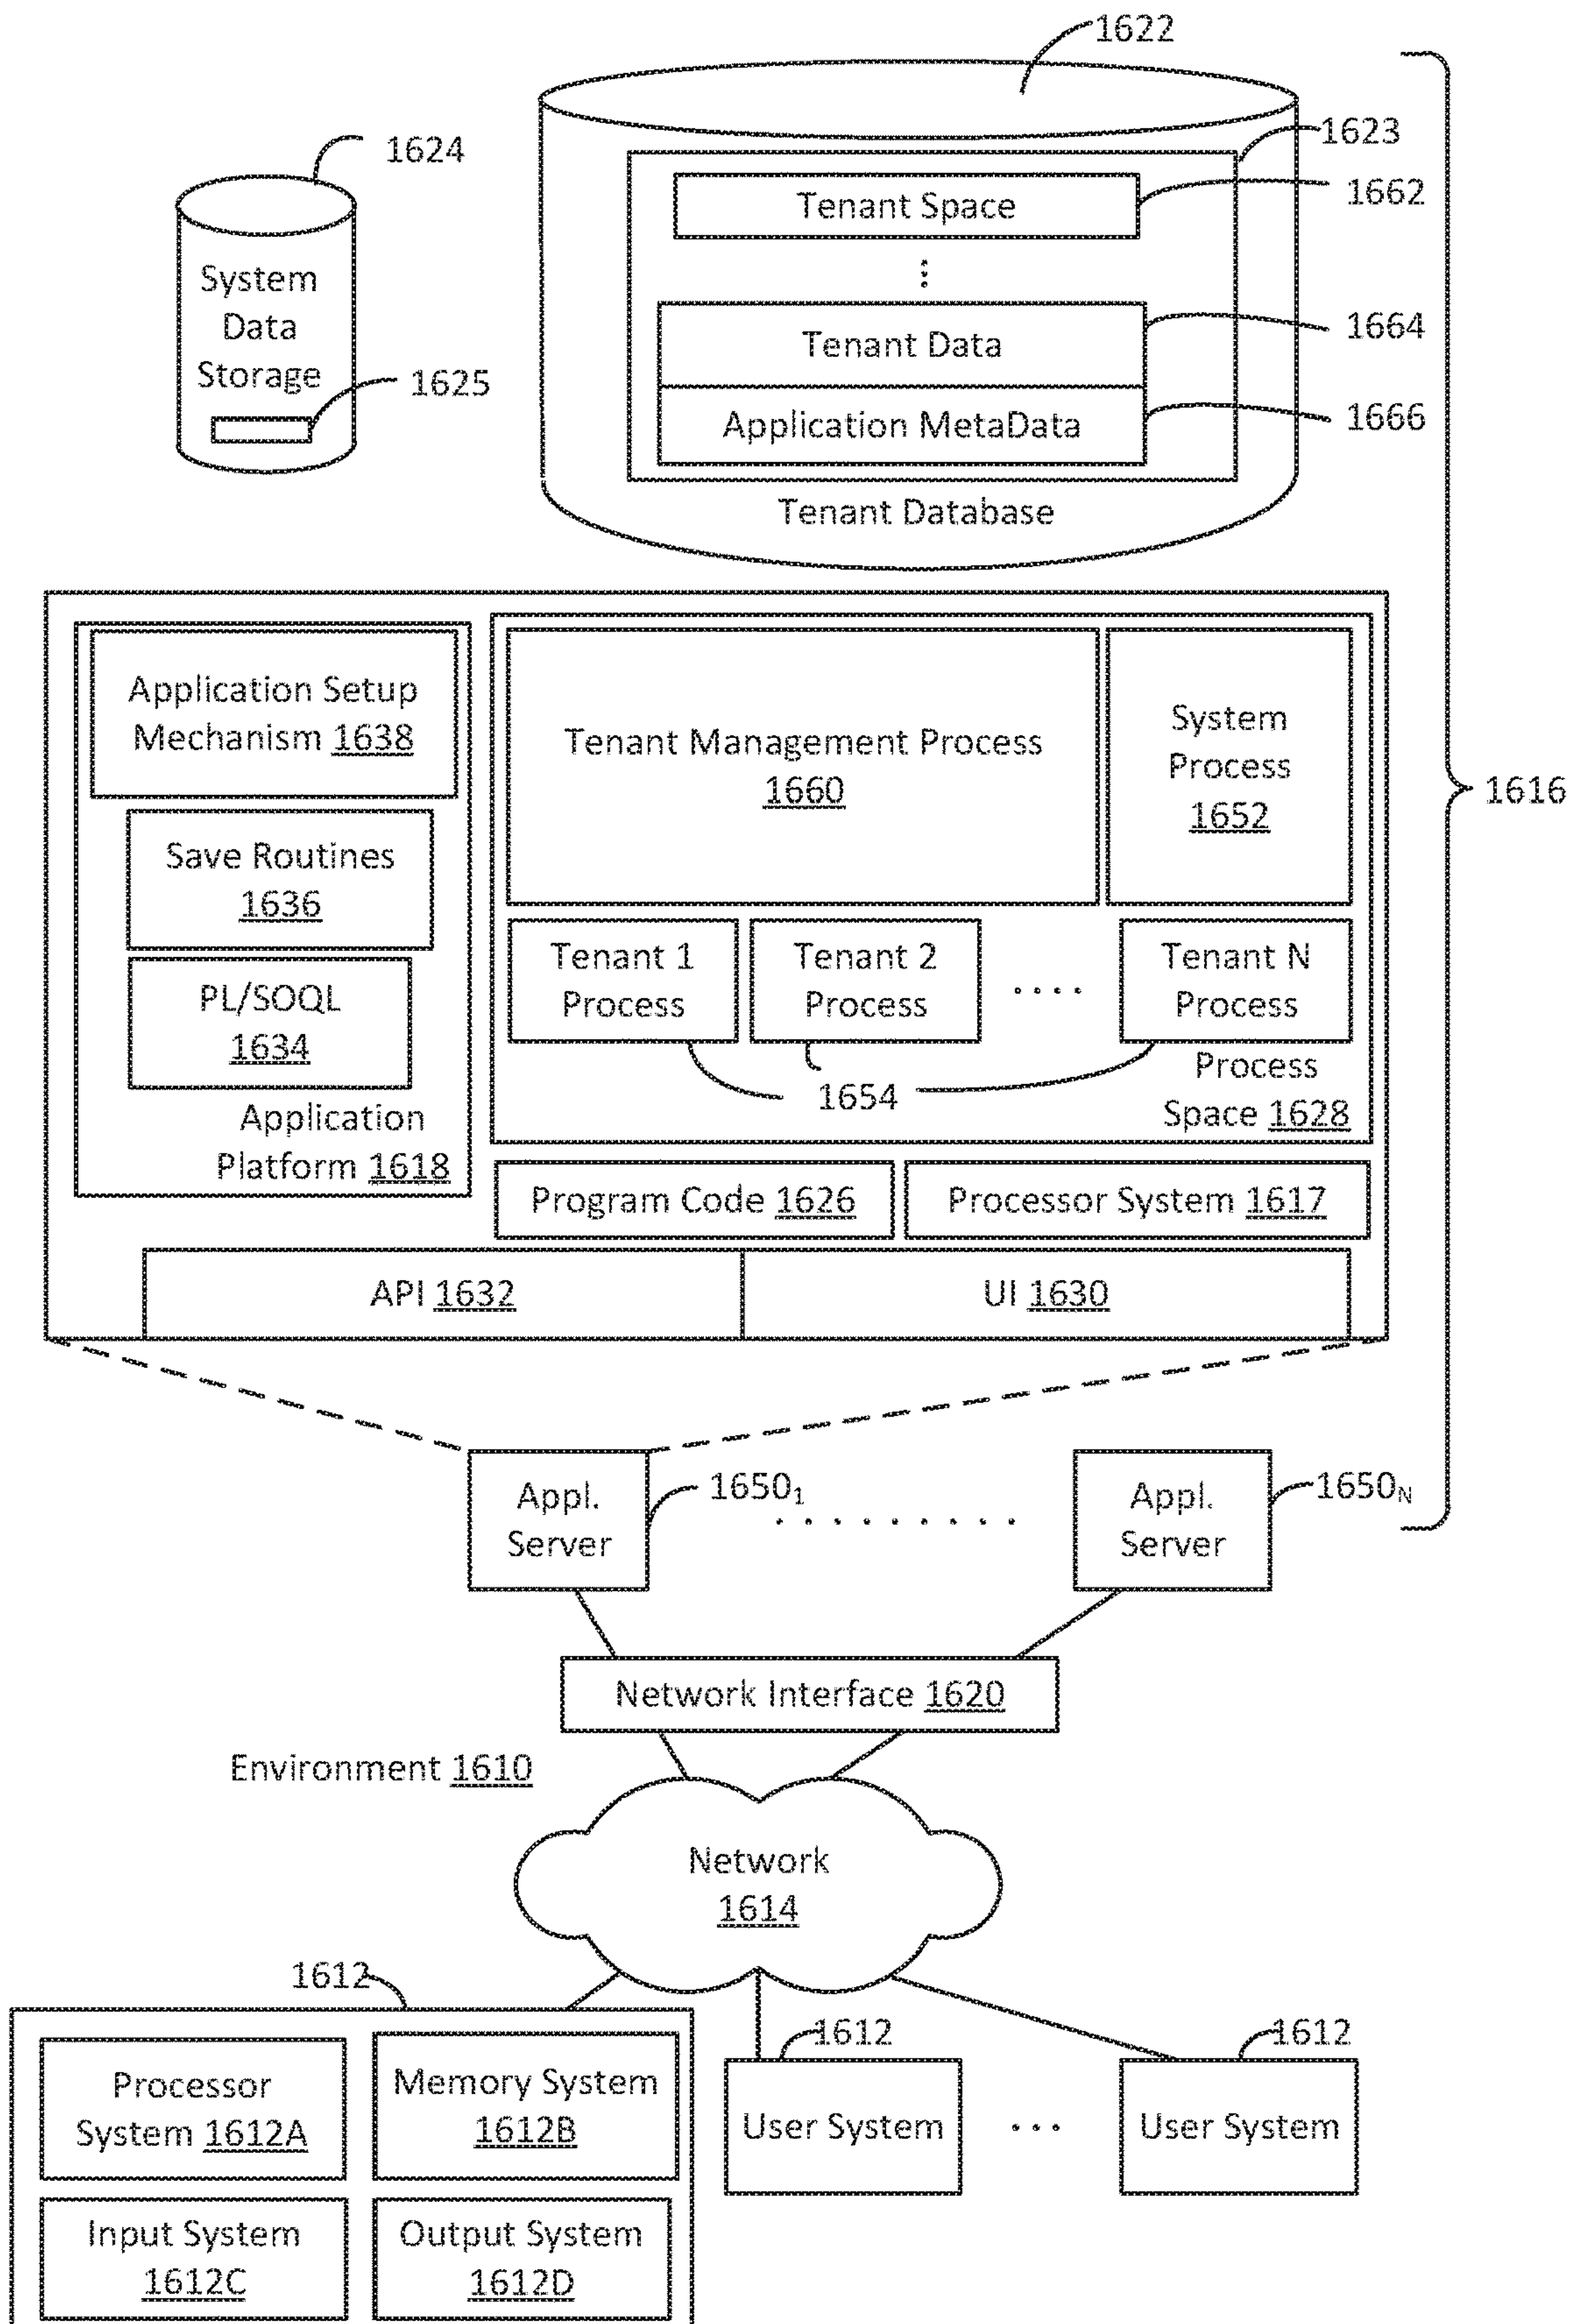 1622
1624
1623
Tenant Space
1662
System
Data
Storage
1625
Tenant Data
1664
Application MetaData
1666
Tenant Database
Application Setup
Mechanism 1638
Tenant Management Process
1660
System
Process
1652
1616
Save Routines
1636
Tenant 1
Process
Tenant 2
Process
....
Tenant N
Process
PL/SOQL
1634
1654
Process
Space 1628
Application
Platform 1618
Program Code 1626
Processor System 1617
API 1632
UI 1630
Appl.
Server
1650₁
Appl.
Server
1650N
Network Interface 1620
Environment 1610
Network
1614
1612
Processor
System 1612A
Memory System
1612B
Input System
1612C
Output System
1612D
1612
User System
...
1612
User System